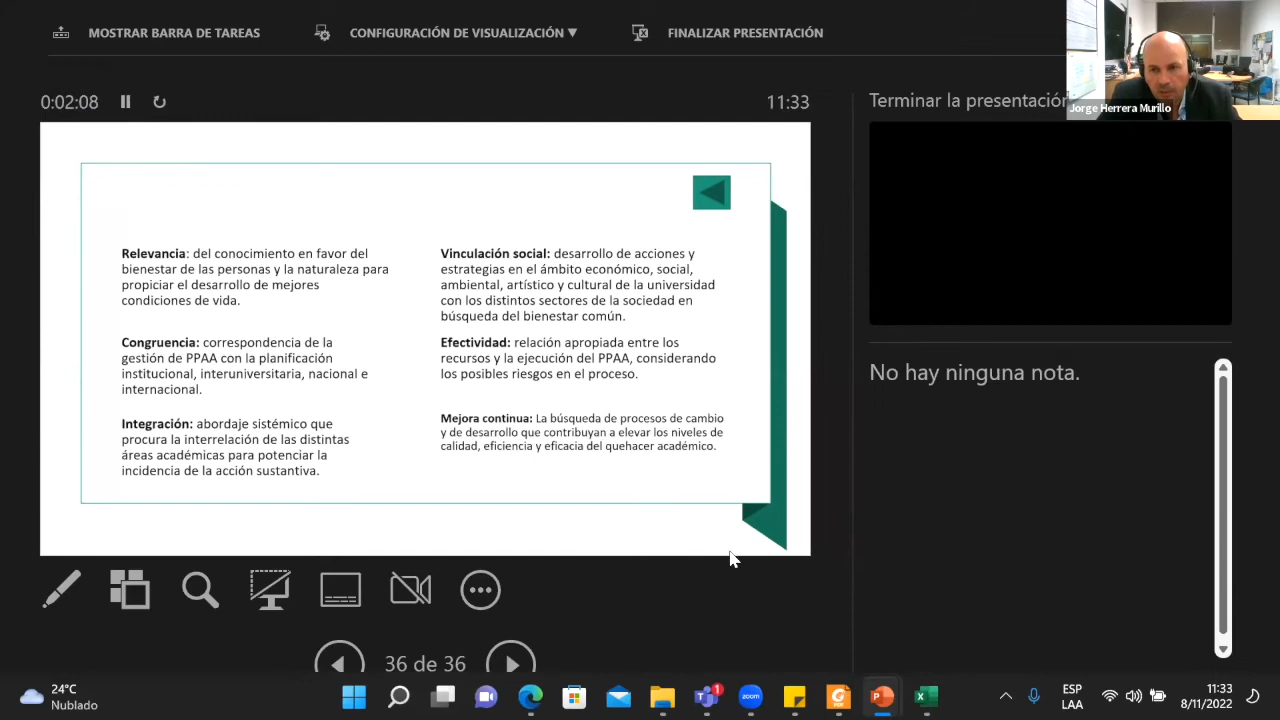 MOSTRAR BARRA DE TAREAS
CONFIGURACIÓN DE VISUALIZACIÓN ▼
FINALIZAR PRESENTACIÓN
0:02:08
11:33
Terminar la presentación
Jorge Herrera Murillo
Relevancia: del conocimiento en favor del
bienestar de las personas y la naturaleza para
propiciar el desarrollo de mejores
condiciones de vida.
Congruencia: correspondencia de la
gestión de PPAA con la planificación
institucional, interuniversitaria, nacional e
internacional.
Integración: abordaje sistémico que
procura la interrelación de las distintas
áreas académicas para potenciar la
incidencia de la acción sustantiva.
Vinculación social: desarrollo de acciones y
estrategias en el ámbito económico, social,
ambiental, artístico y cultural de la universidad
con los distintos sectores de la sociedad en
búsqueda del bienestar común.
Efectividad: relación apropiada entre los
recursos y la ejecución del PPAA, considerando
los posibles riesgos en el proceso.
Mejora continua: La búsqueda de procesos de cambio
y de desarrollo que contribuyan a elevar los niveles de
calidad, eficiencia y eficacia del quehacer académico.
No hay ninguna nota.
36 de 36
24°C
Nublado
1
zoom
ESP
LAA
11:33
8/11/2022